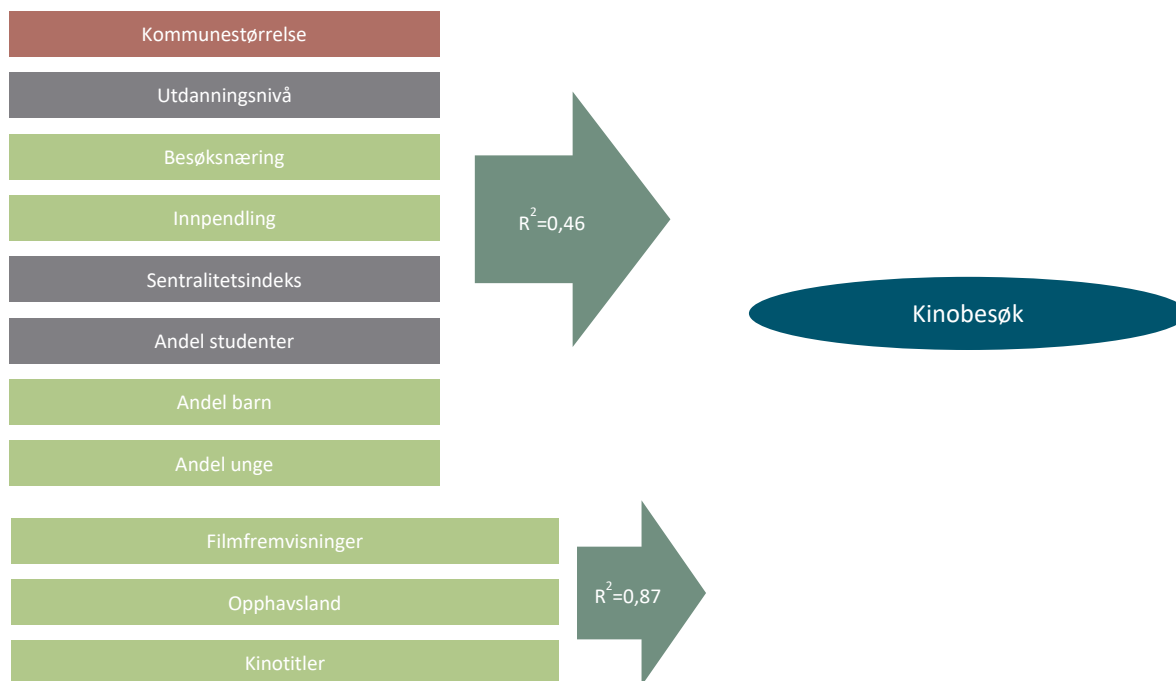 Kommunestørrelse
Utdanningsnivå
Besøksnæring
Innpendling
Sentralitetsindeks
Andel studenter
Andel barn
Andel unge
R²=0,46
Kinobesøk
Filmfremvisninger
Opphavsland
Kinotitler
R²=0,87